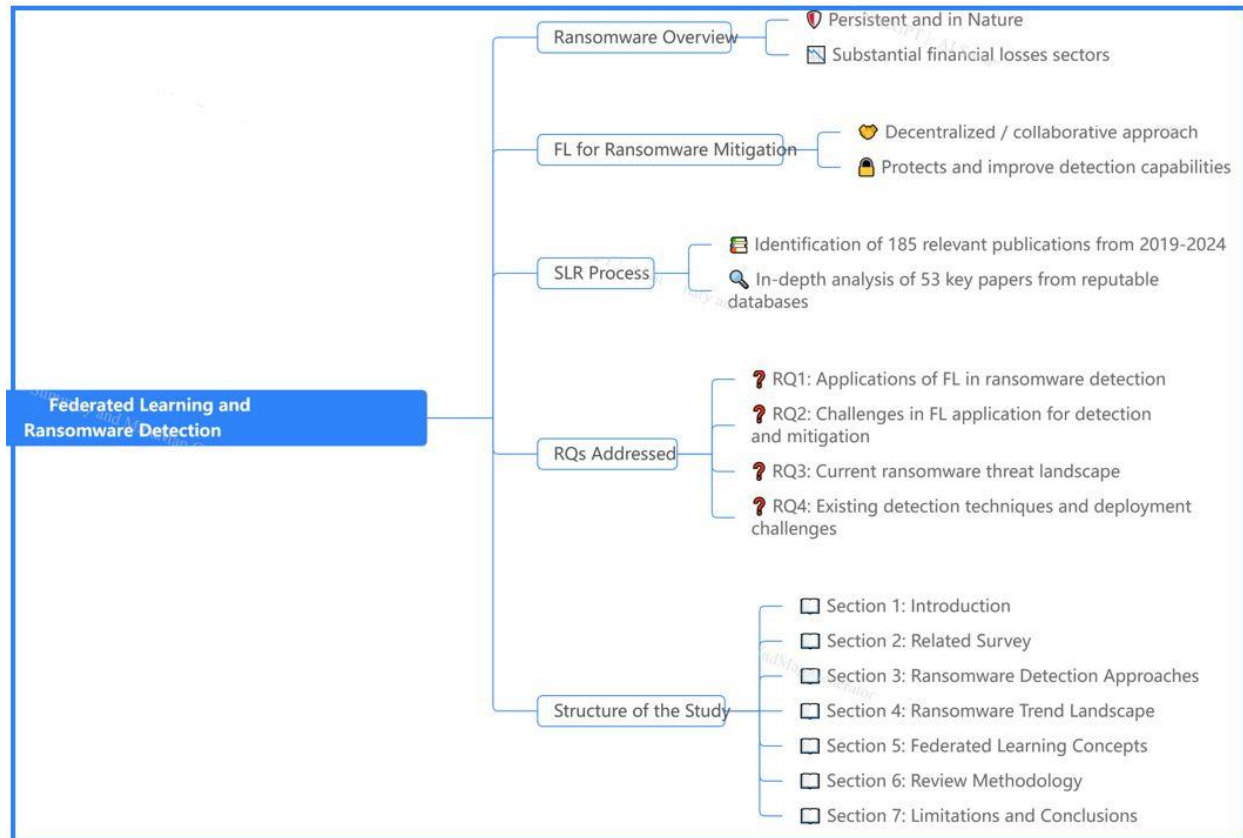 Ransomware Overview
Persistent and in Nature
Substantial financial losses sectors
FL for Ransomware Mitigation
Decentralized / collaborative approach
Protects and improve detection capabilities
SLR Process
Identification of 185 relevant publications from 2019-2024
In-depth analysis of 53 key papers from reputable
databases
Federated Learning and
Ransomware Detection
RQs Addressed
RQ1: Applications of FL in ransomware detection
RQ2: Challenges in FL application for detection
and mitigation
RQ3: Current ransomware threat landscape
RQ4: Existing detection techniques and deployment
challenges
Structure of the Study
Section 1: Introduction
Section 2: Related Survey
Section 3: Ransomware Detection Approaches
Section 4: Ransomware Trend Landscape
Section 5: Federated Learning Concepts
Section 6: Review Methodology
Section 7: Limitations and Conclusions